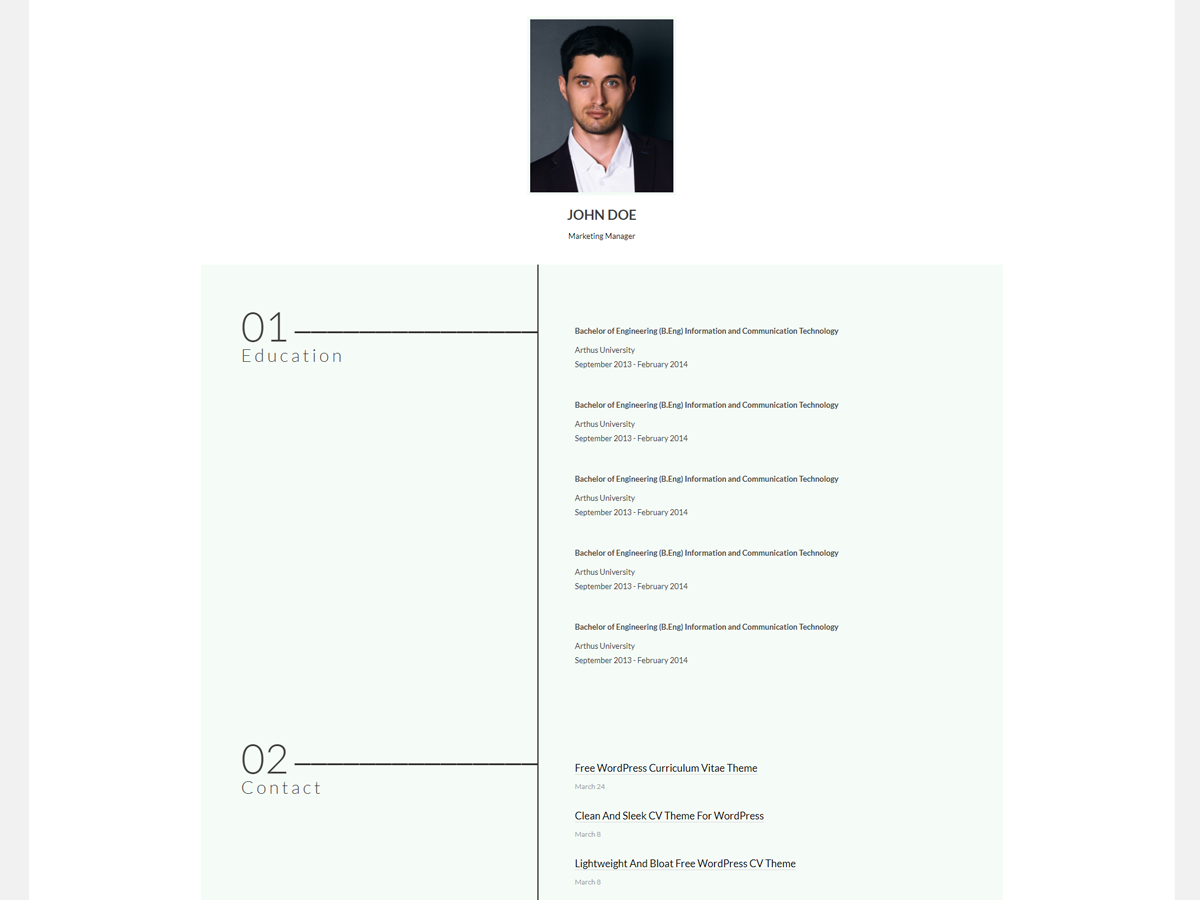 JOHN DOE
Marketing Manager
01
Education
Bachelor of Engineering (B.Eng) Information and Communication Technology
Arthus University
September 2013 - February 2014
Bachelor of Engineering (B.Eng) Information and Communication Technology
Arthus University
September 2013 - February 2014
Bachelor of Engineering (B.Eng) Information and Communication Technology
Arthus University
September 2013 - February 2014
Bachelor of Engineering (B.Eng) Information and Communication Technology
Arthus University
September 2013 - February 2014
Bachelor of Engineering (B.Eng) Information and Communication Technology
Arthus University
September 2013 - February 2014
02
Contact
Free WordPress Curriculum Vitae Theme
March 24
Clean And Sleek CV Theme For WordPress
March 8
Lightweight And Bloat Free WordPress CV Theme
March 8